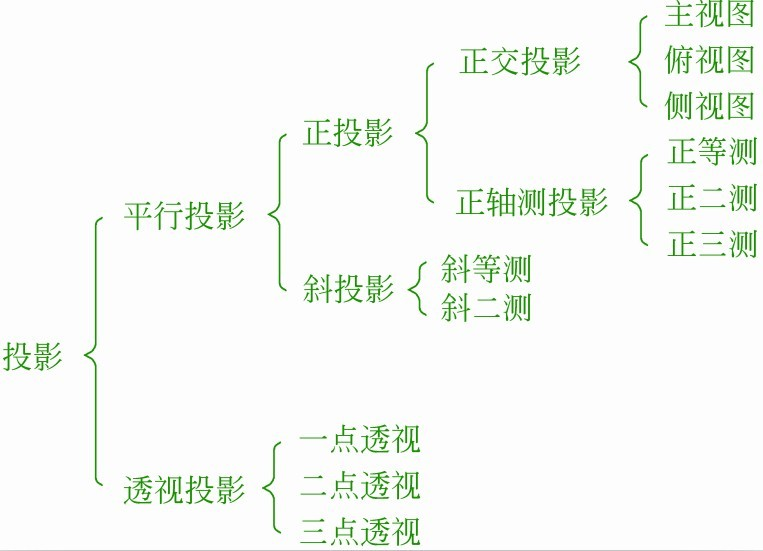 投影
平行投影
正投影
正交投影
主视图
俯视图
侧视图
正轴测投影
正等测
正二测
正三测
斜投影
斜等测
斜二测
透视投影
一点透视
二点透视
三点透视